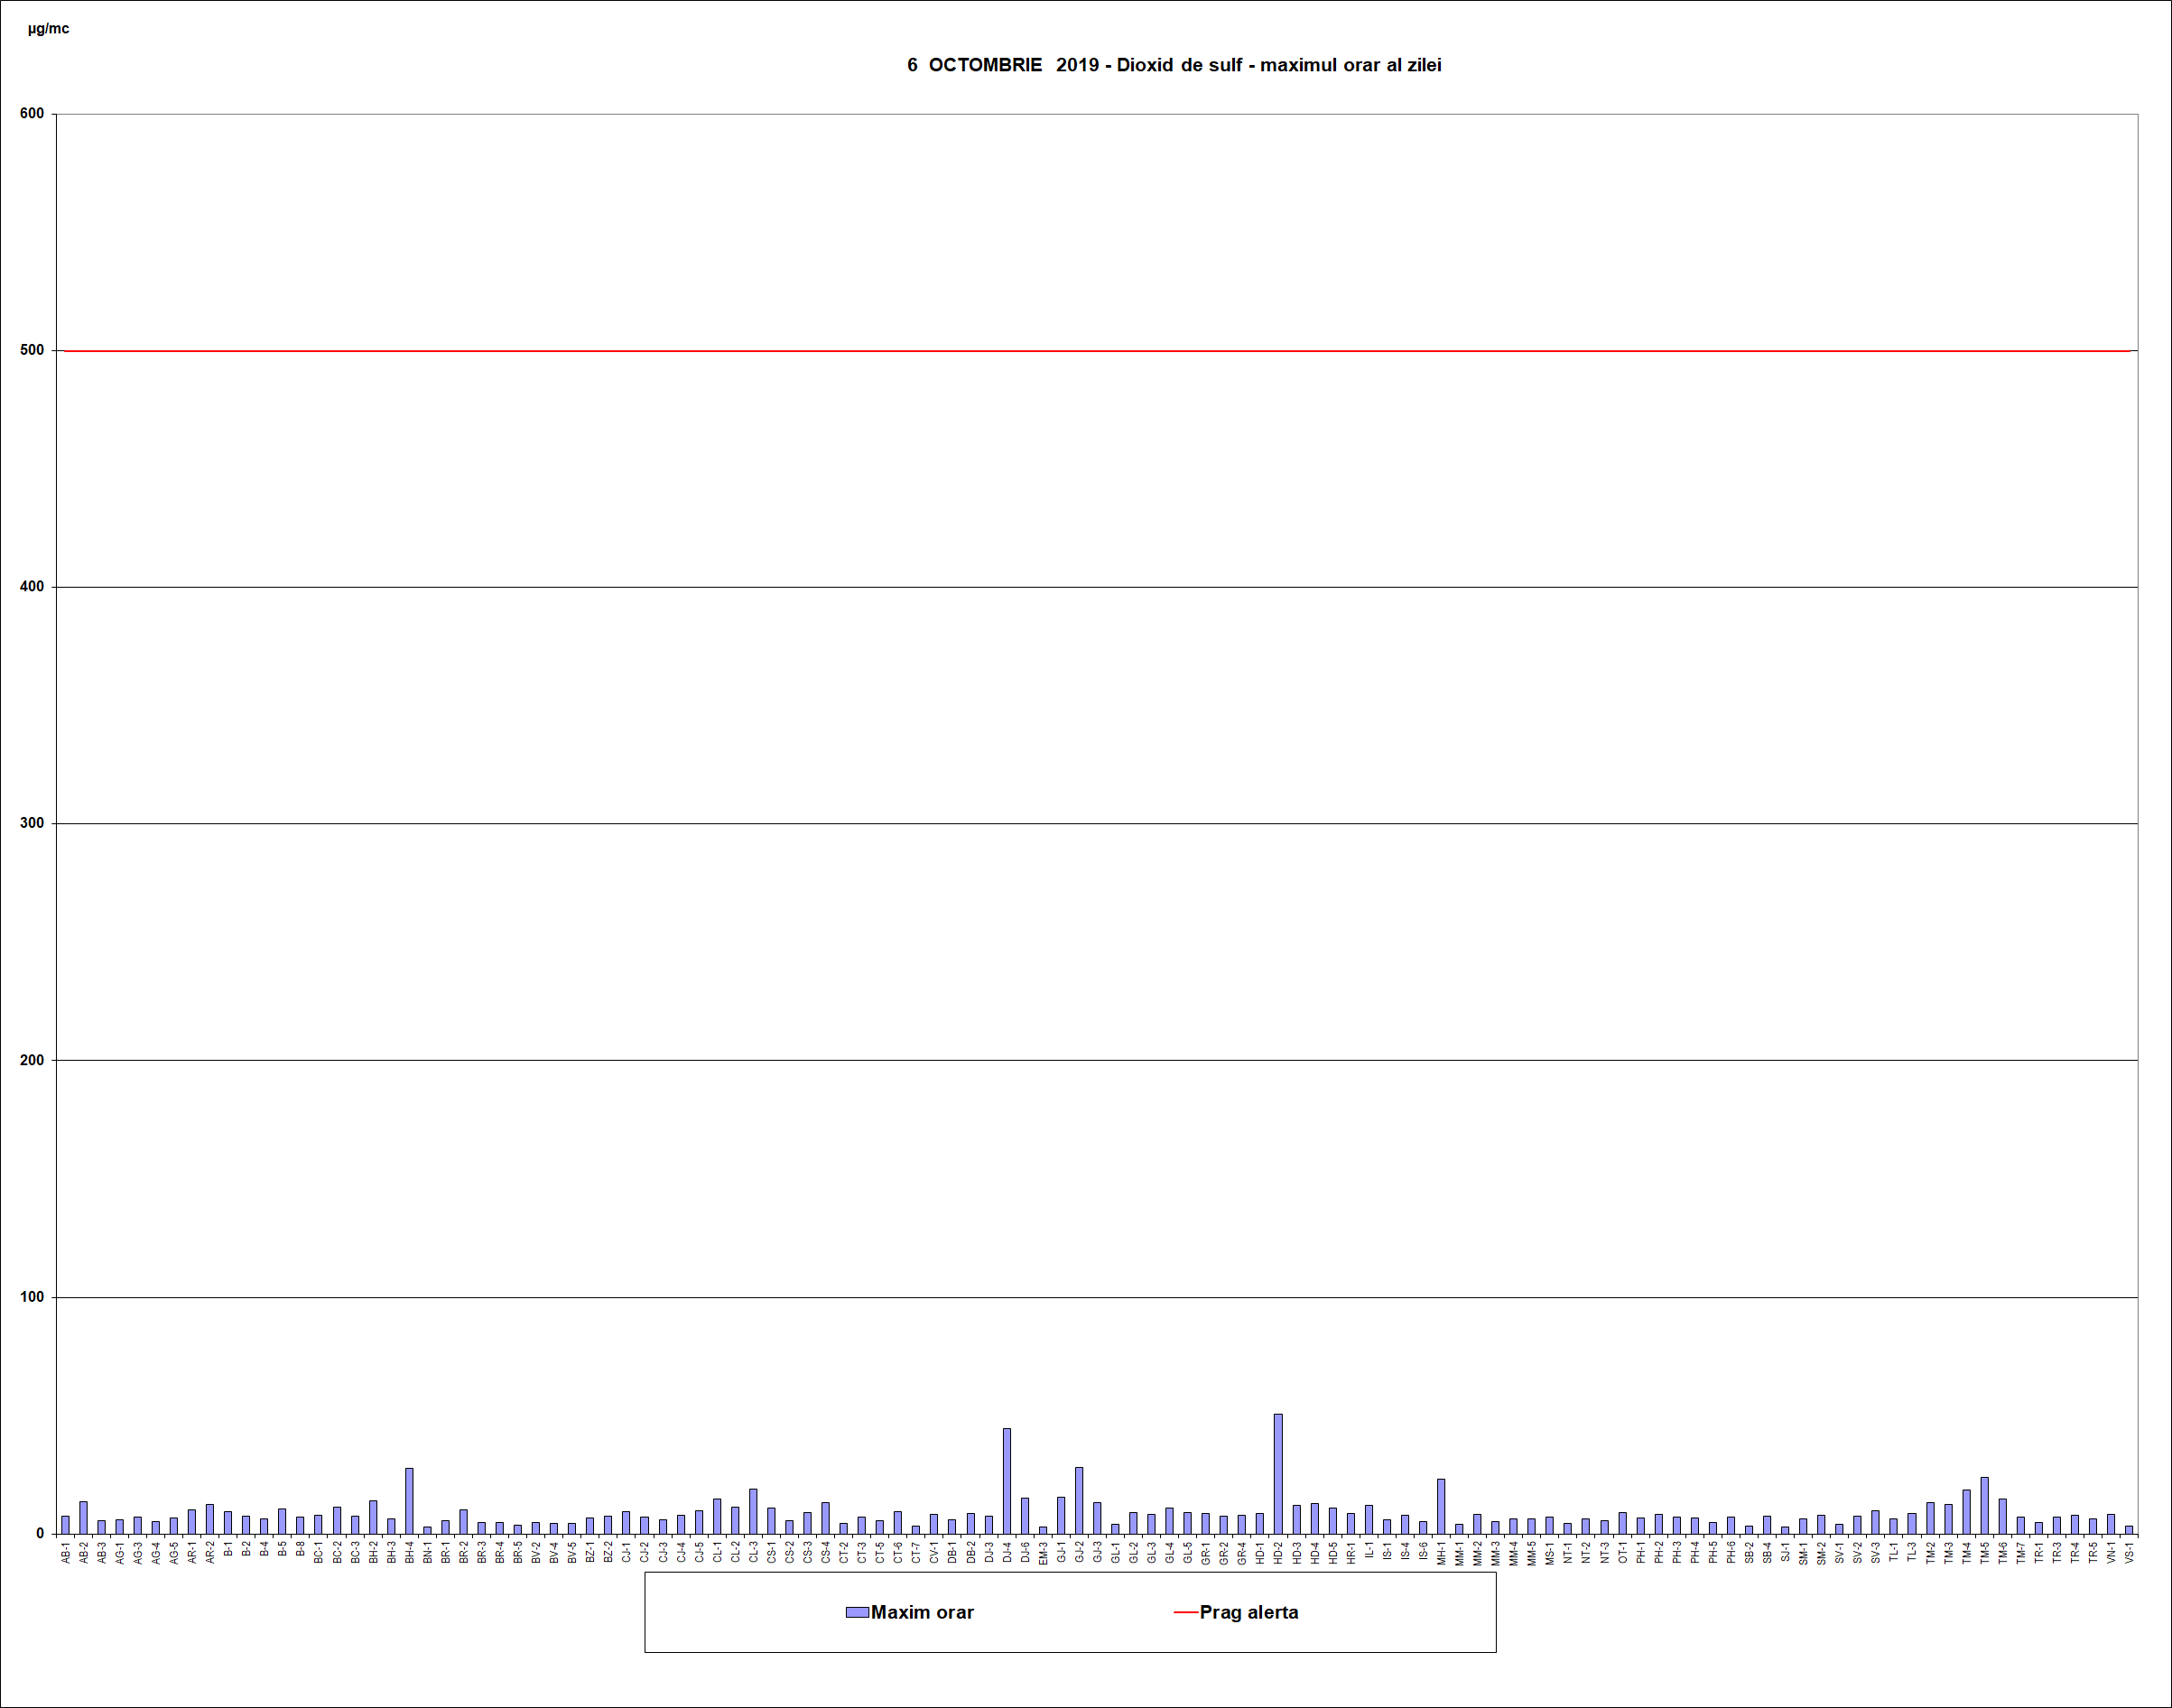 µg/mc
6 OCTOMBRIE 2019 - Dioxid de sulf - maximul orar al zilei
600
500
400
300
200
100
0
AB-1 AB-2 AB-3 AG-1 AG-3 AG-4 AG-5 AR-1 AR-2 B-1 B-2 B-4 B-5 B-8 BC-1 BC-2 BC-3 BH-2 BH-3 BH-4 BN-1 BR-1 BR-2 BR-3 BR-4 BR-5 BV-2 BV-4 BV-5 BZ-1 BZ-2 CJ-1 CJ-2 CJ-3 CJ-4 CJ-5 CL-1 CL-2 CL-3 CS-1 CS-2 CS-3 CS-4 CT-2 CT-3 CT-5 CT-6 CT-7 CV-1 DB-1 DB-2 DJ-3 DJ-4 DJ-6 EM-3 GJ-1 GJ-2 GJ-3 GL-1 GL-2 GL-3 GL-4 GL-5 GR-1 GR-2 GR-4 HD-1 HD-2 HD-3 HD-4 HD-5 HR-1 IL-1 IS-1 IS-4 IS-6 MH-1 MM-1 MM-2 MM-3 MM-4 MM-5 MS-1 NT-1 NT-2 NT-3 OT-1 PH-1 PH-2 PH-3 PH-4 PH-5 PH-6 SB-2 SB-4 SJ-1 SM-1 SM-2 SV-1 SV-2 SV-3 TL-1 TL-3 TM-2 TM-3 TM-4 TM-5 TM-6 TM-7 TR-1 TR-3 TR-4 TR-5 VN-1 VS-1
Maxim orar Prag alerta